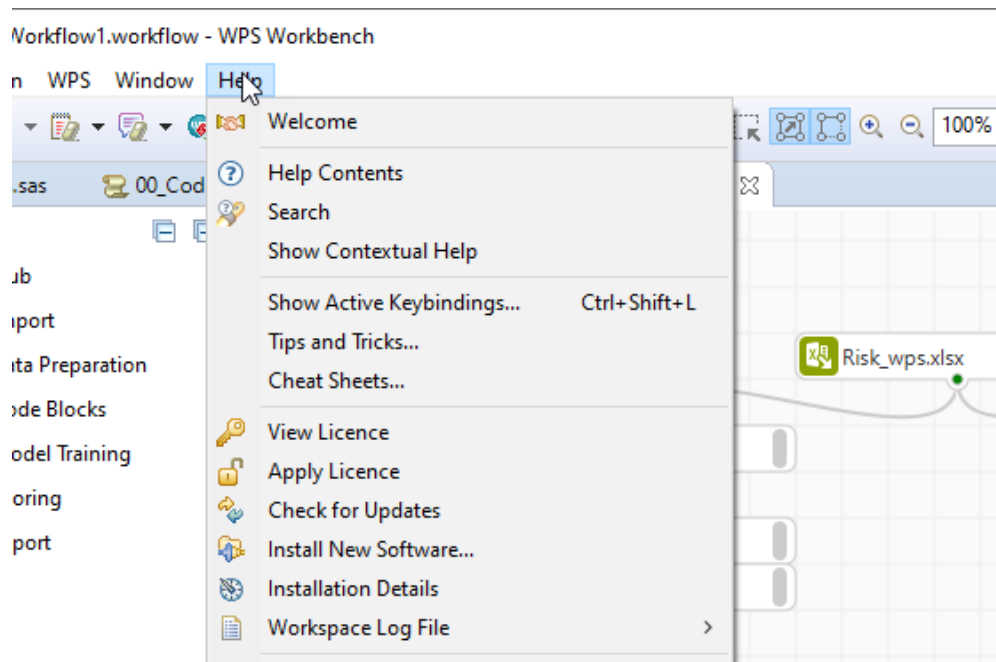 Workflow1.workflow - WPS Workbench
n WPS Window Help
100%
.sas 00_Cod
Welcome
Help Contents
Search
Show Contextual Help
Show Active Keybindings... Ctrl+Shift+L
Tips and Tricks...
Cheat Sheets...
View Licence
Apply Licence
Check for Updates
Install New Software...
Installation Details
Workspace Log File
ub
port
ta Preparation
ode Blocks
odel Training
oring
port
Risk_wps.xlsx